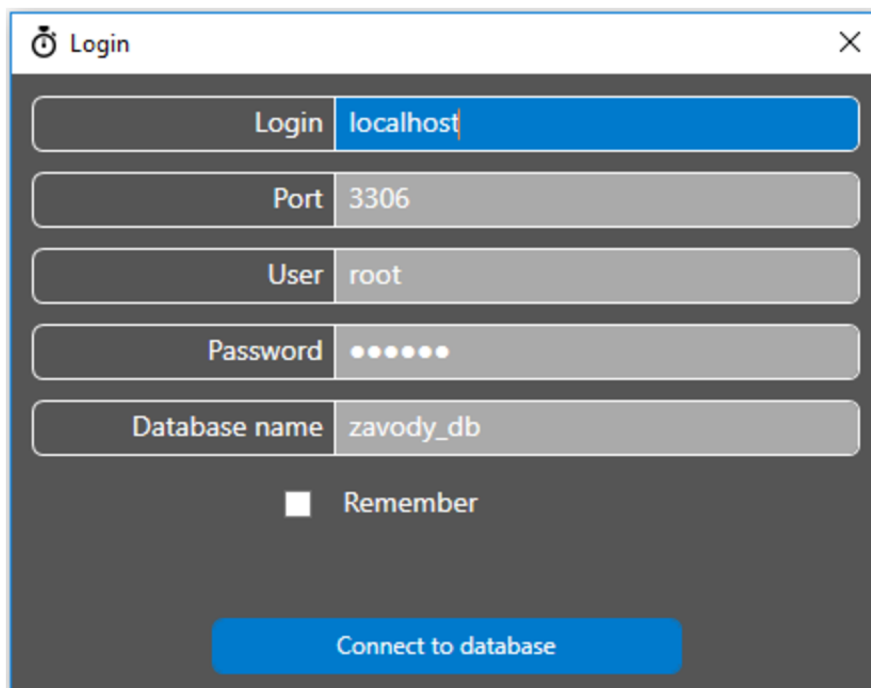 Login
Login localhost
Port 3306
User root
Password ●●●●●●
Database name zavody_db
Remember
Connect to database